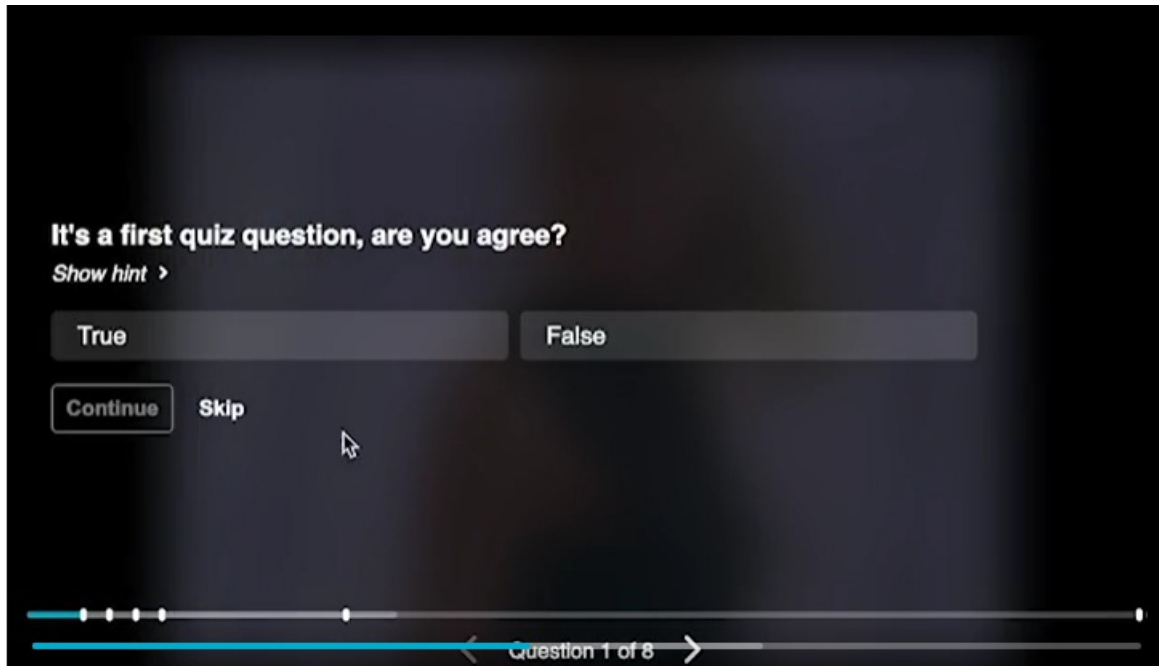 It's a first quiz question, are you agree?
Show hint >
True
False
Continue Skip
Question 1 of 8